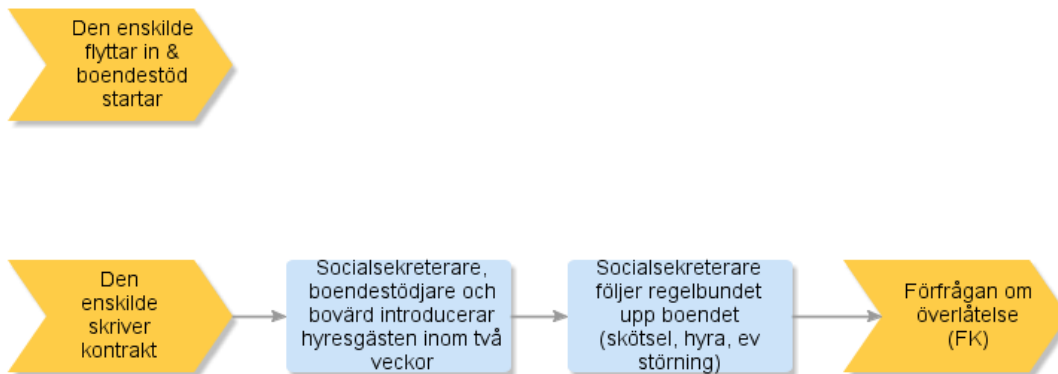 Den enskilde
flyttar in &
boendestöd
startar
Den
enskilde
skriver
kontrakt
Socialsekreterare,
boendestödjare och
bovärd introducerar
hyresgästen inom två
veckor
Socialsekreterare
följer regelbundet
upp boendet
(skötsel, hyra, ev
störning)
Förfrågan om
överlåtelse
(FK)